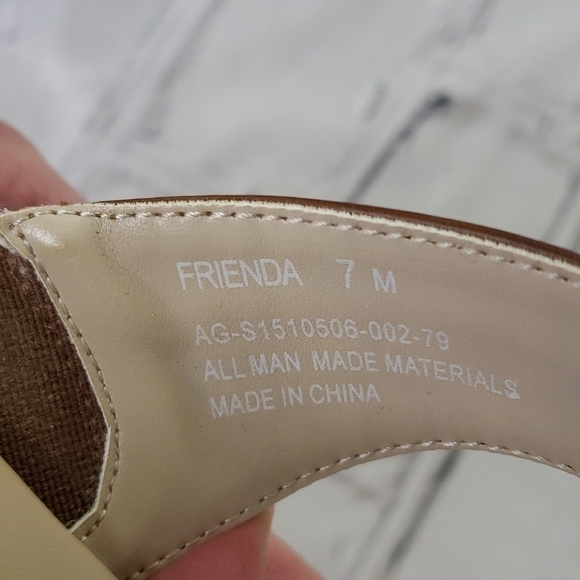 FRIENDA 7 M
AG-S1510506-002-79
ALL MAN MADE MATERIALS
MADE IN CHINA